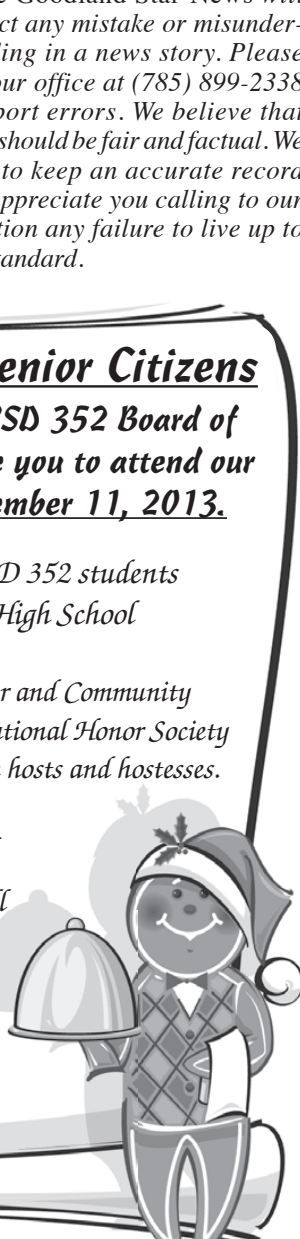 Goodland Star-News
ct any mistake or misunder-
ding in a news story. Please
our office at (785) 899-2338
port errors. We believe that
should be fair and factual. We
to keep an accurate record
ppreciate you calling to our
tion any failure to live up to
tandard.
enior Citizens
SD 352 Board of
e you to attend our
ember 11, 2013.
D 352 students
High School
r and Community
ational Honor Society
hosts and hostesses.
ll